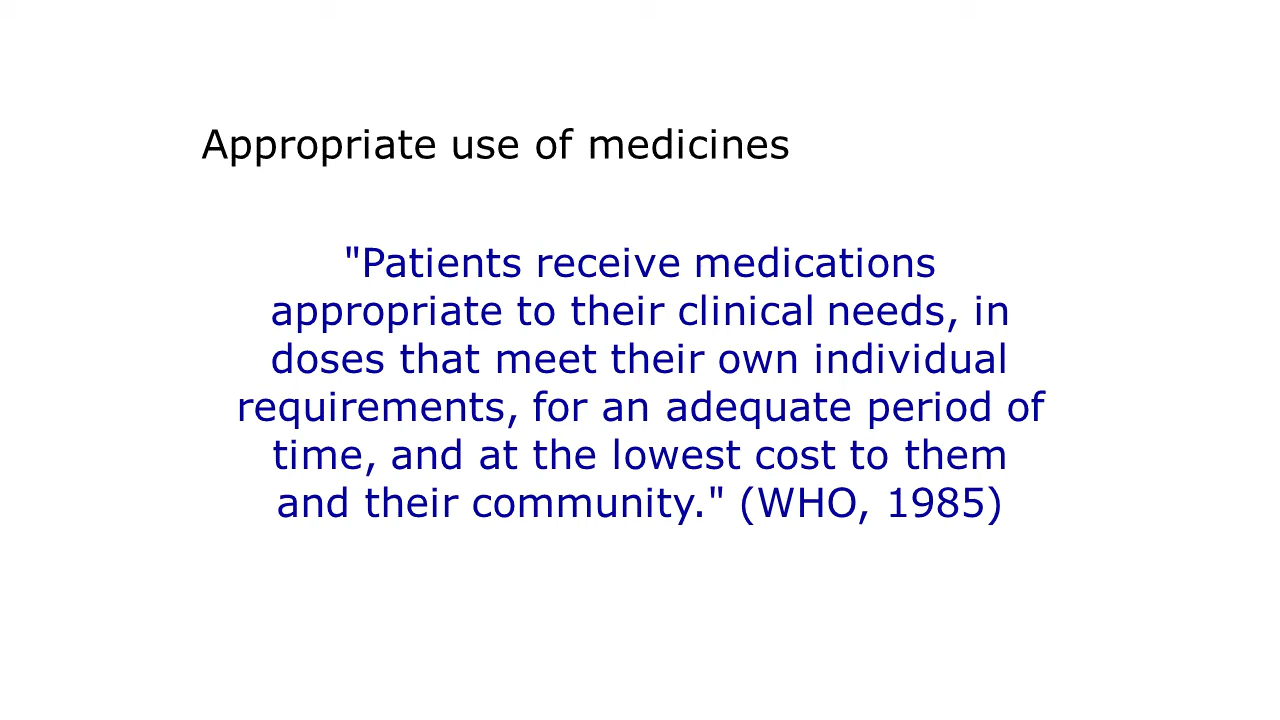 Appropriate use of medicines
"Patients receive medications
appropriate to their clinical needs, in
doses that meet their own individual
requirements, for an adequate period of
time, and at the lowest cost to them
and their community." (WHO, 1985)